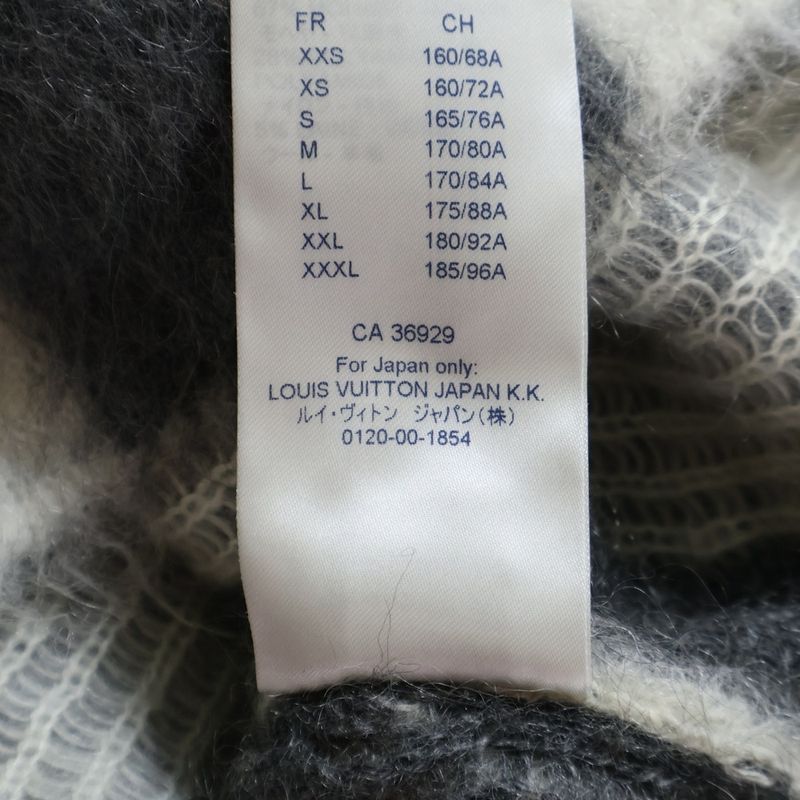 FR CH
XXS 160/68A
XS 160/72A
S 165/76A
M 170/80A
L 170/84A
XL 175/88A
XXL 180/92A
XXXL 185/96A
CA 36929
For Japan only:
LOUIS VUITTON JAPAN K.K.
ルイ・ヴィトン ジャパン(株)
0120-00-1854